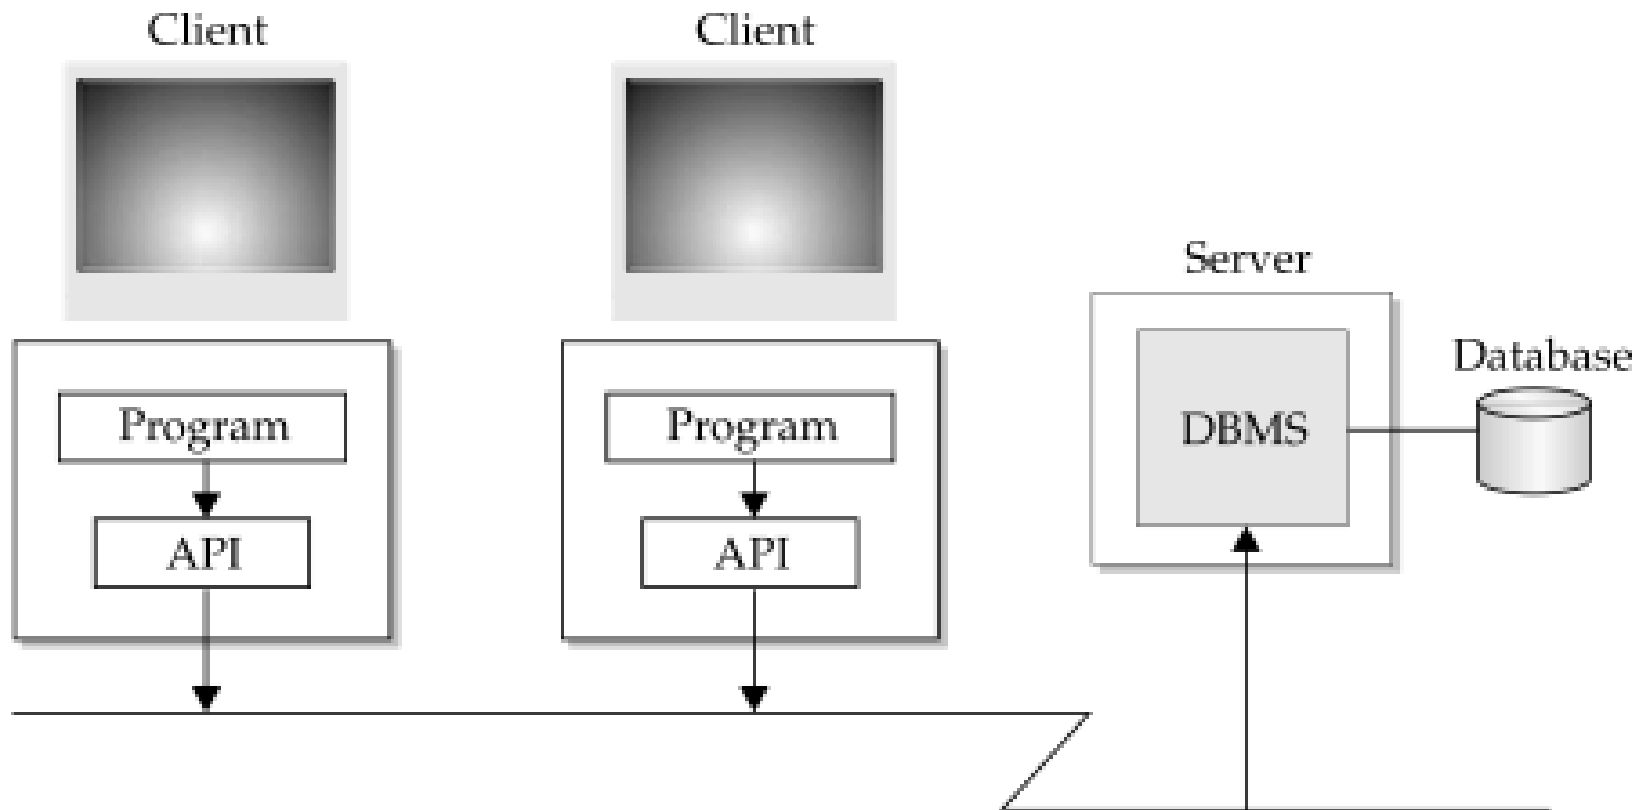 Client
Client
Server
Database
Program
Program
DBMS
API
API